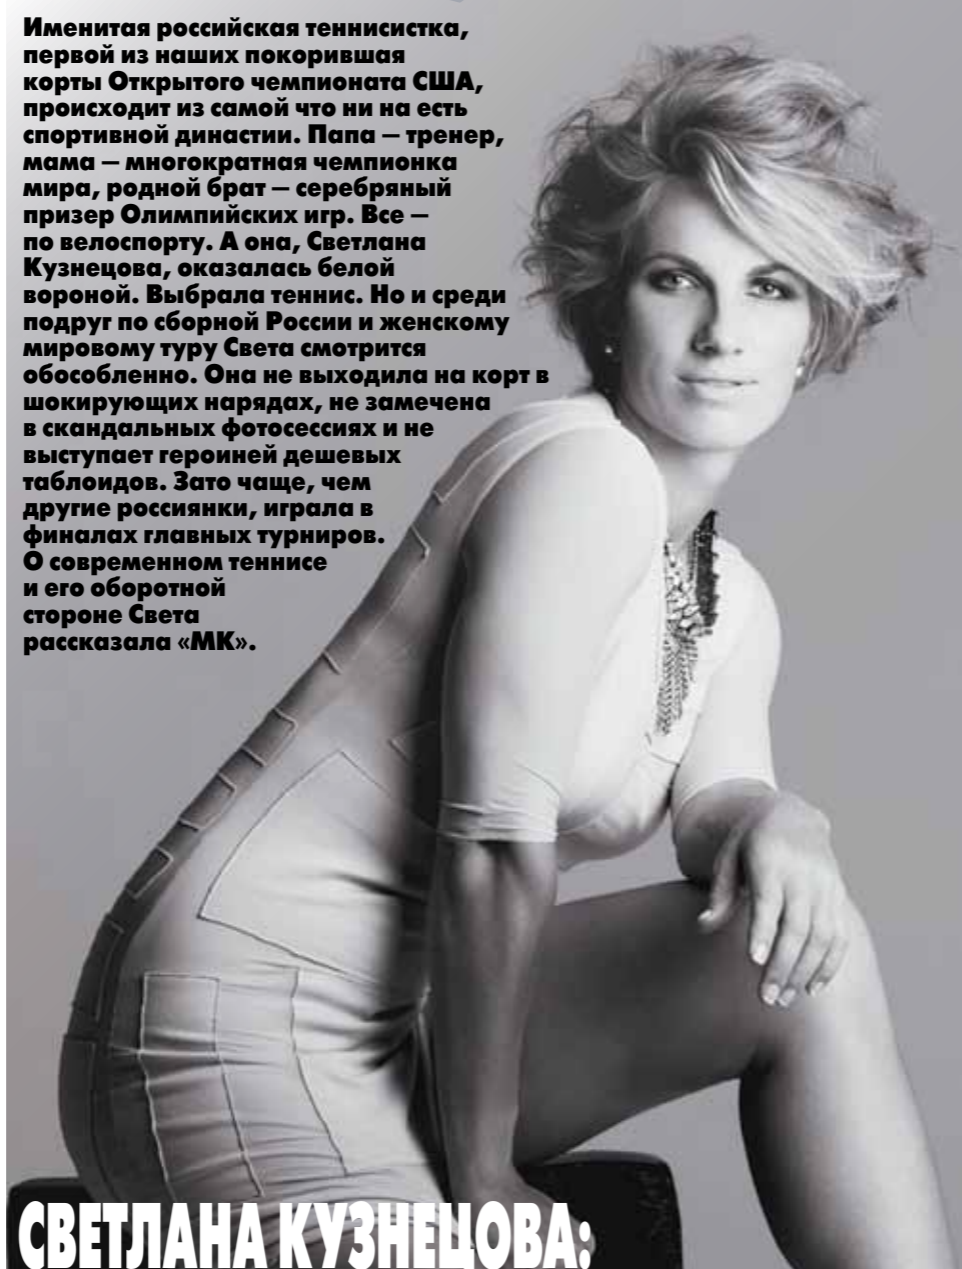 Именитая российская теннисистка,
первой из наших покорившая
корты Открытого чемпионата США,
происходит из самой что ни на есть
спортивной династии. Папа — тренер,
мама — многократная чемпионка
мира, родной брат — серебряный
призер Олимпийских игр. Все —
по велоспорту. А она, Светлана
Кузнецова, оказалась белой
вороной. Выбрала теннис. Но и среди
подруг по сборной России и женскому
мировому туру Света смотрится
обособленно. Она не выходила на корт в
шокирующих нарядах, не замечена
в скандальных фотосессиях и не
выступает героиней дешевых
таблоидов. Зато чаще, чем
другие россиянки, играла в
финалах главных турниров.
О современном теннисе
и его оборотной
стороне Света
рассказала «МК».
СВЕТЛАНА КУЗНЕЦОВА: